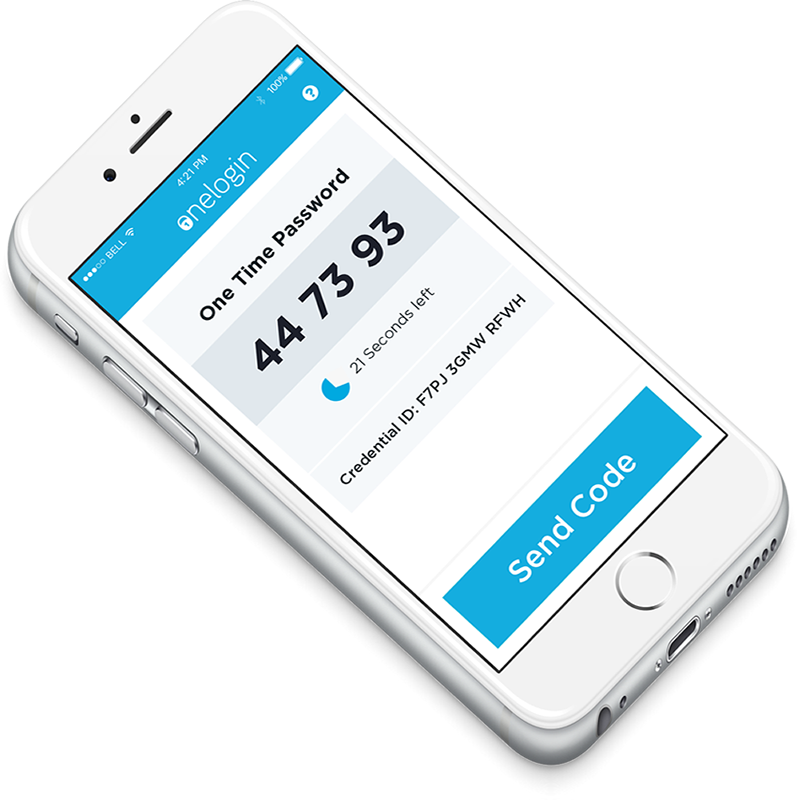 ●●●○○ BELL 4:21 PM 100%
onelogin ?
One Time Password
44 73 93
21 Seconds left
Credential ID: F7PJ 3GMW RFWH
Send Code